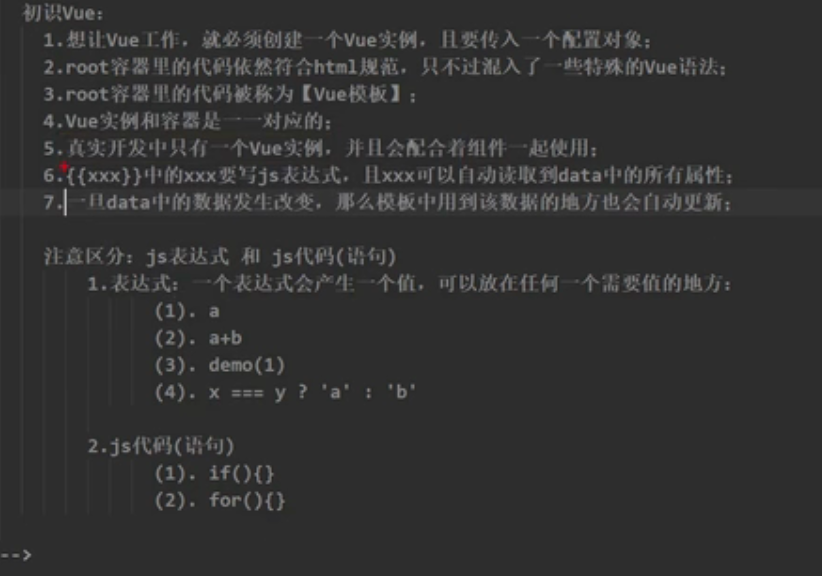 初识Vue:
1.想让Vue工作，就必须创建一个Vue实例，且要传入一个配置对象;
2.root容器里的代码依然符合html规范，只不过混入了一些特殊的Vue语法;
3.root容器里的代码被称为【Vue模板】;
4.Vue实例和容器是一一对应的;
5.真实开发中只有一个Vue实例，并且会配合着组件一起使用;
6.{{xxx}}中的xxx要写js表达式，且xxx可以自动读取到data中的所有属性;
7.一旦data中的数据发生改变，那么模板中用到该数据的地方也会自动更新;
注意区分: js表达式 和 js代码(语句)
1.表达式: 一个表达式会产生一个值，可以放在任何一个需要值的地方:
(1). a
(2). a+b
(3). demo(1)
(4). x === y ? 'a' : 'b'
2.js代码(语句)
(1). if(){}
(2). for(){}
-->